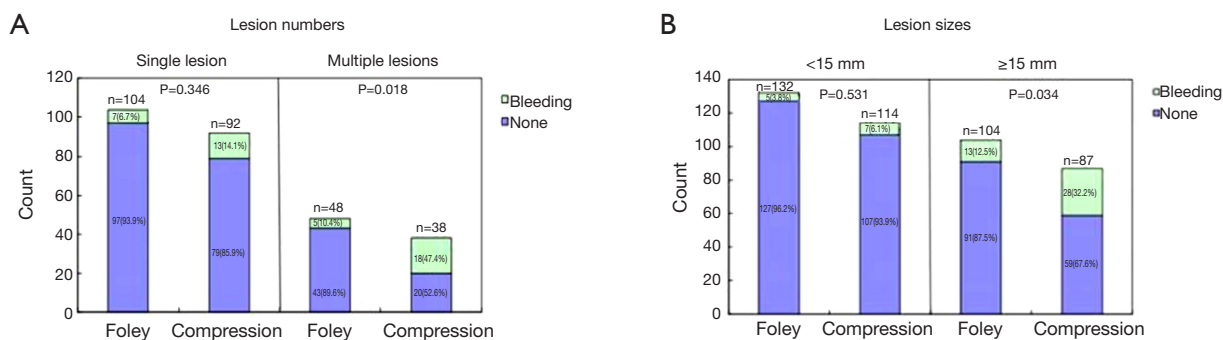 A
Lesion numbers
Single lesion
Multiple lesions
P=0.346
P=0.018
120
100
80
60
40
20
0
Count
n=104
7(6.7%)
97(93.9%)
n=92
13(14.1%)
79(85.9%)
n=48
5(10.4%)
43(89.6%)
n=38
18(47.4%)
20(52.6%)
Foley
Compression
Foley
Compression
Bleeding
None
B
Lesion sizes
<15 mm
≥15 mm
P=0.531
P=0.034
140
120
100
80
60
40
20
0
Count
n=132
5(3.8%)
127(96.2%)
n=114
7(6.1%)
107(93.9%)
n=104
13(12.5%)
91(87.5%)
n=87
28(32.2%)
59(67.6%)
Foley
Compression
Foley
Compression
Bleeding
None